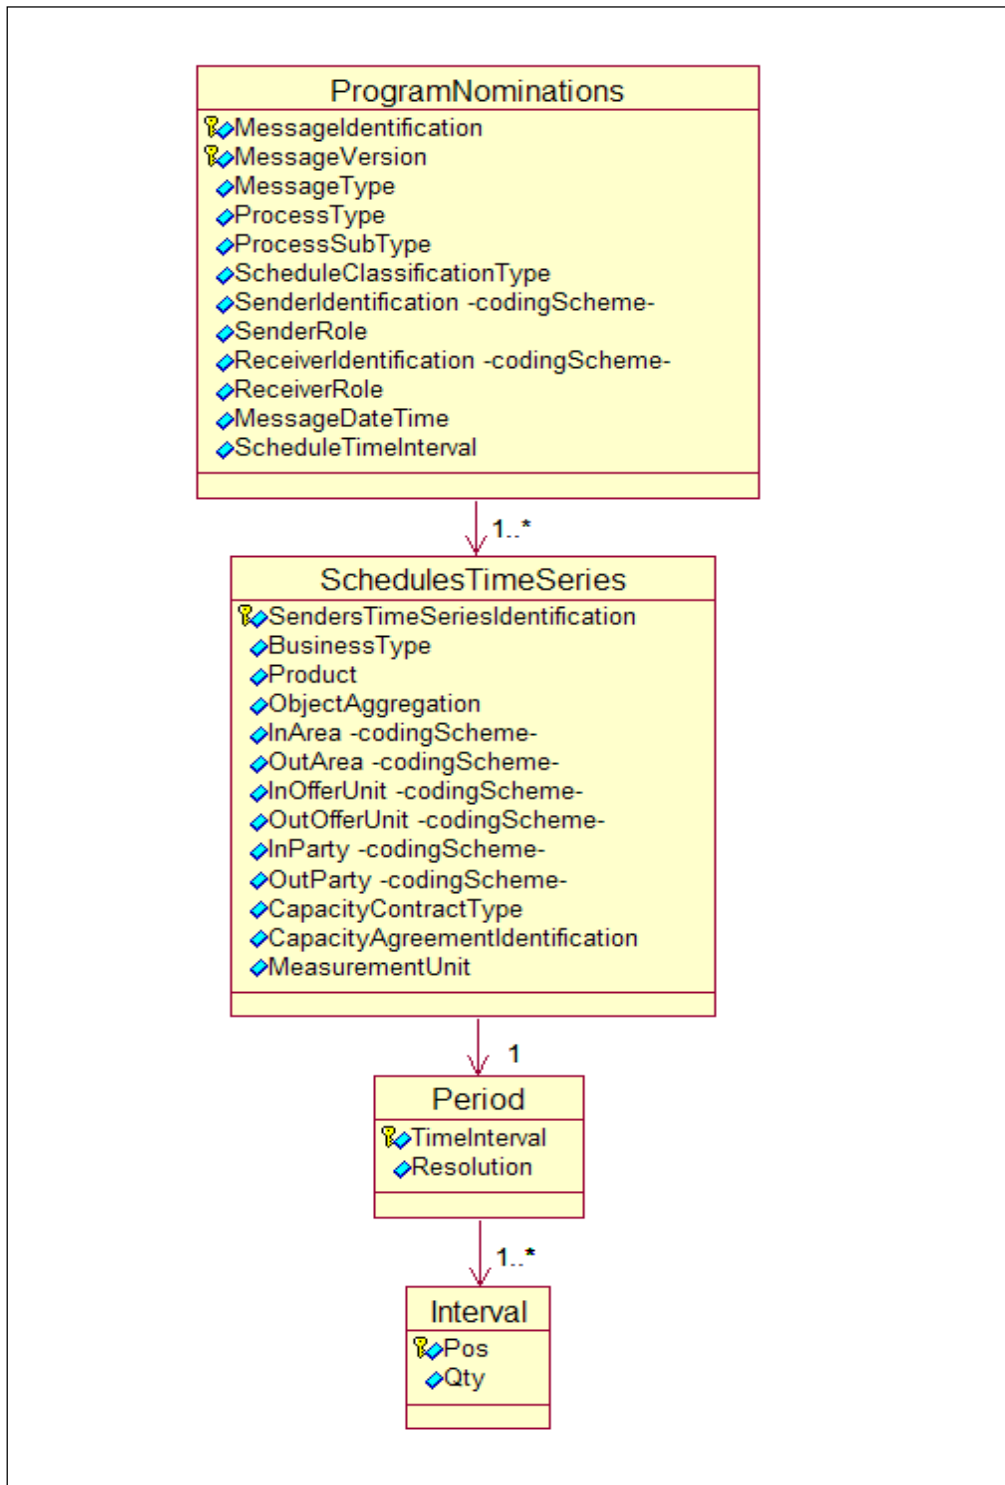 ProgramNominations
MessageIdentification
MessageVersion
MessageType
ProcessType
ProcessSubType
ScheduleClassificationType
SenderIdentification -codingScheme-
SenderRole
ReceiverIdentification -codingScheme-
ReceiverRole
MessageDateTime
ScheduleTimeInterval
1..*
SchedulesTimeSeries
SendersTimeSeriesIdentification
BusinessType
Product
ObjectAggregation
InArea -codingScheme-
OutArea -codingScheme-
InOfferUnit -codingScheme-
OutOfferUnit -codingScheme-
InParty -codingScheme-
OutParty -codingScheme-
CapacityContractType
CapacityAgreementIdentification
MeasurementUnit
1
Period
TimeInterval
Resolution
1..*
Interval
Pos
Qty